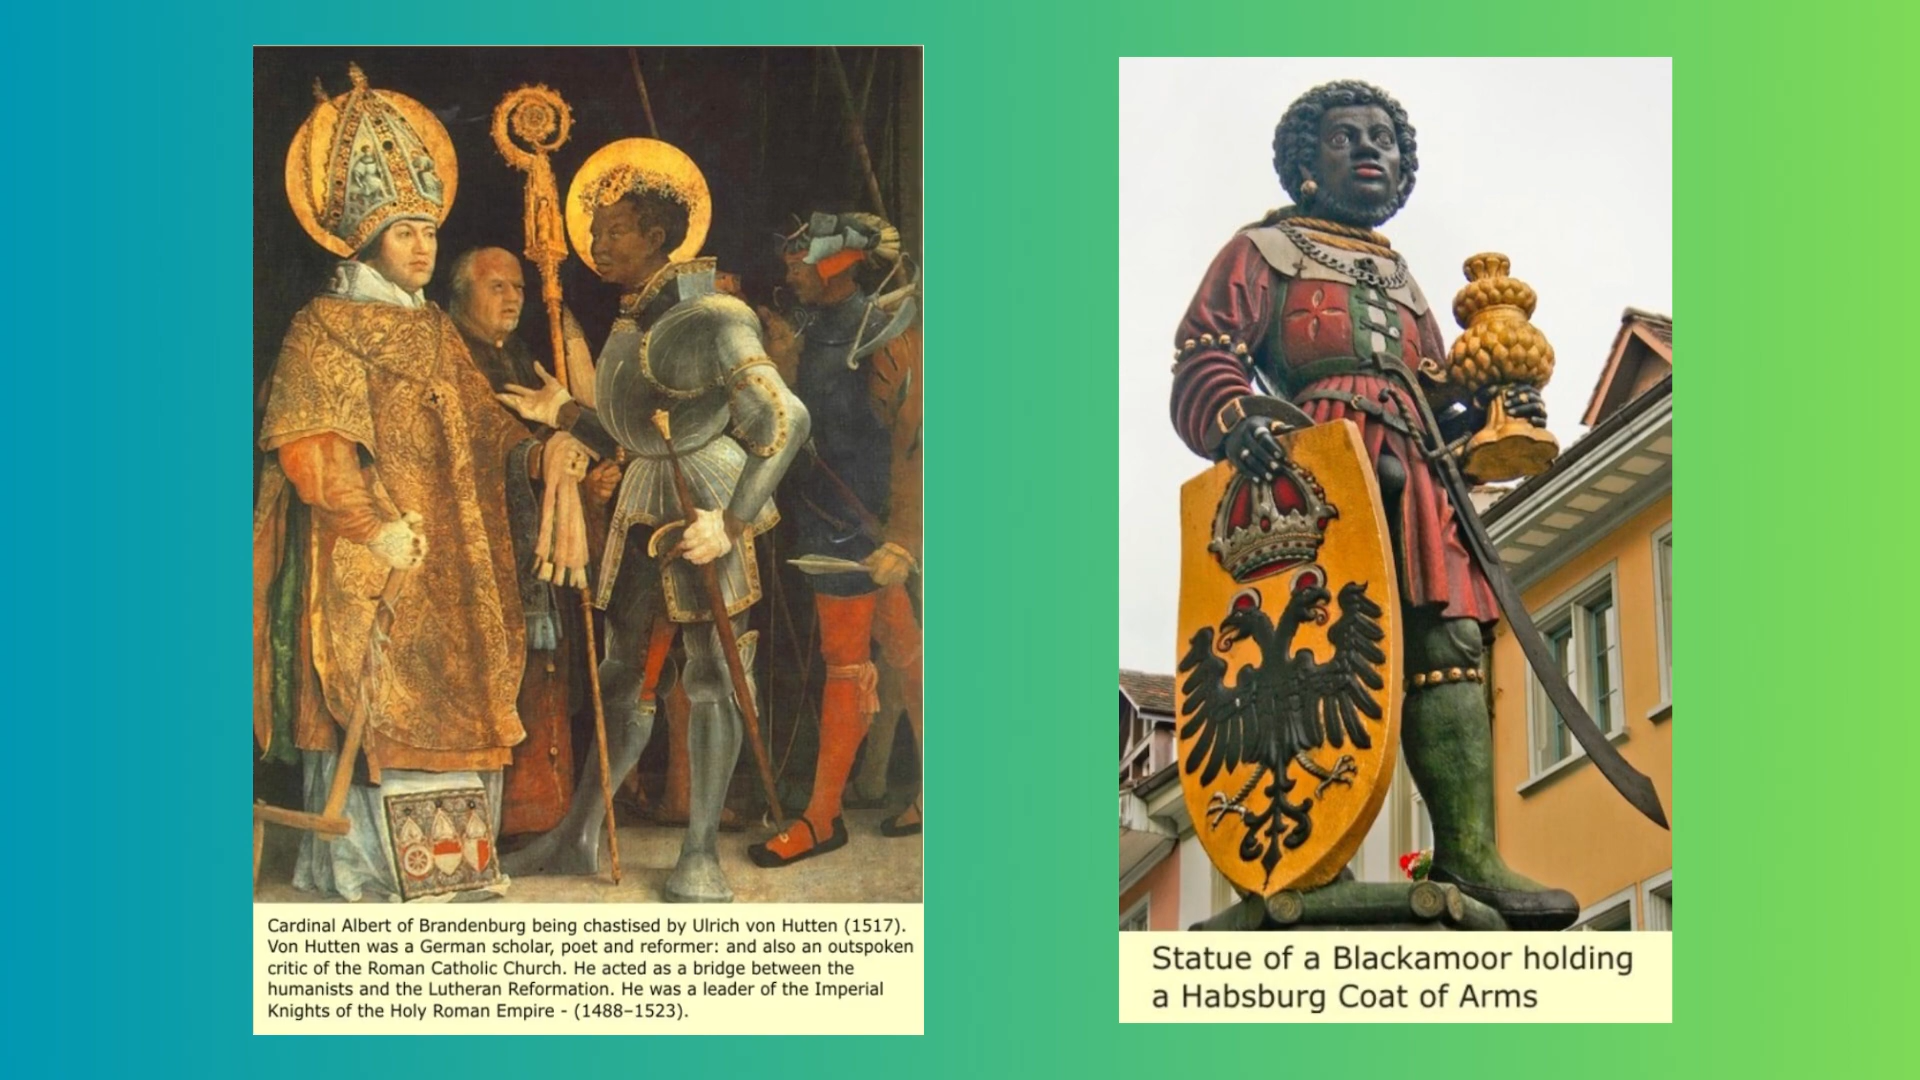 Cardinal Albert of Brandenburg being chastised by Ulrich von Hutten (1517).
Von Hutten was a German scholar, poet and reformer: and also an outspoken
critic of the Roman Catholic Church. He acted as a bridge between the
humanists and the Lutheran Reformation. He was a leader of the Imperial
Knights of the Holy Roman Empire - (1488–1523).
Statue of a Blackamoor holding
a Habsburg Coat of Arms